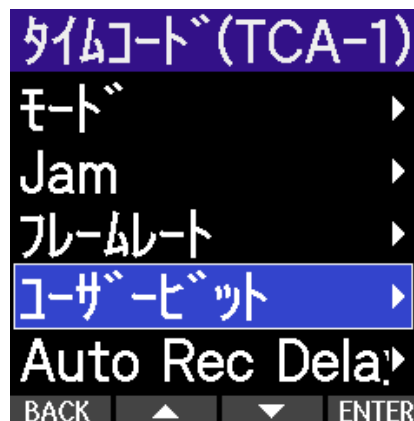 タイムコード(TCA-1)
モード
Jam
フレームレート
ユーザービット
Auto Rec Delay
BACK ENTER